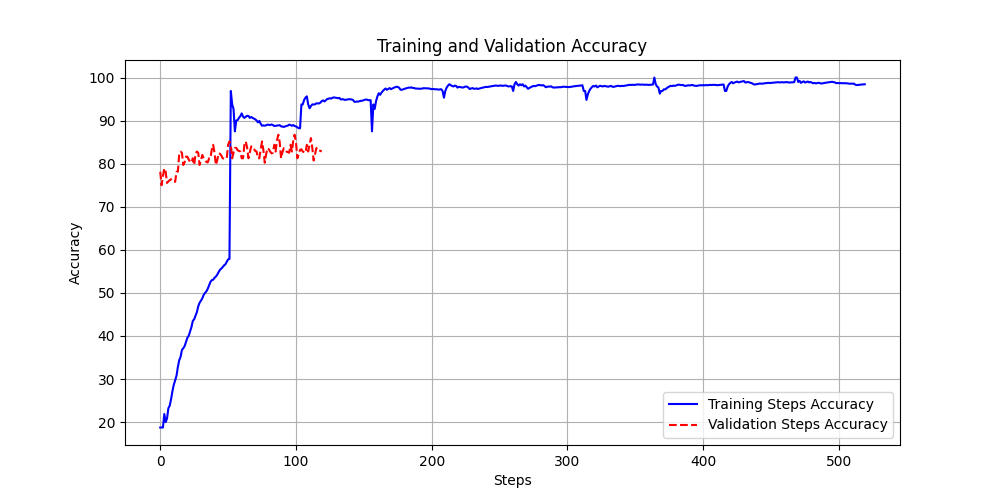 Training and Validation Accuracy
100
90
80
70
60
50
40
30
20
Accuracy
0 100 200 300 400 500
Steps
Training Steps Accuracy
Validation Steps Accuracy